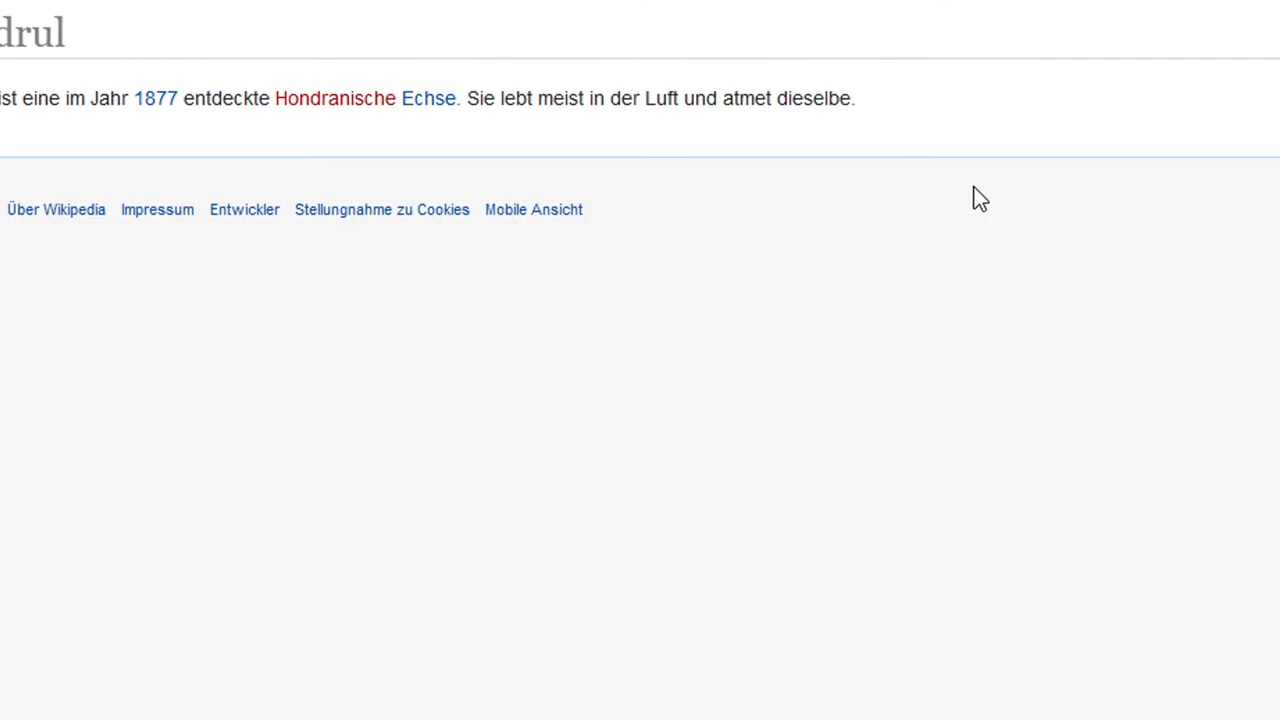 drul
ist eine im Jahr 1877 entdeckte Hondranische Echse. Sie lebt meist in der Luft und atmet dieselbe.
Über Wikipedia Impressum Entwickler Stellungnahme zu Cookies Mobile Ansicht